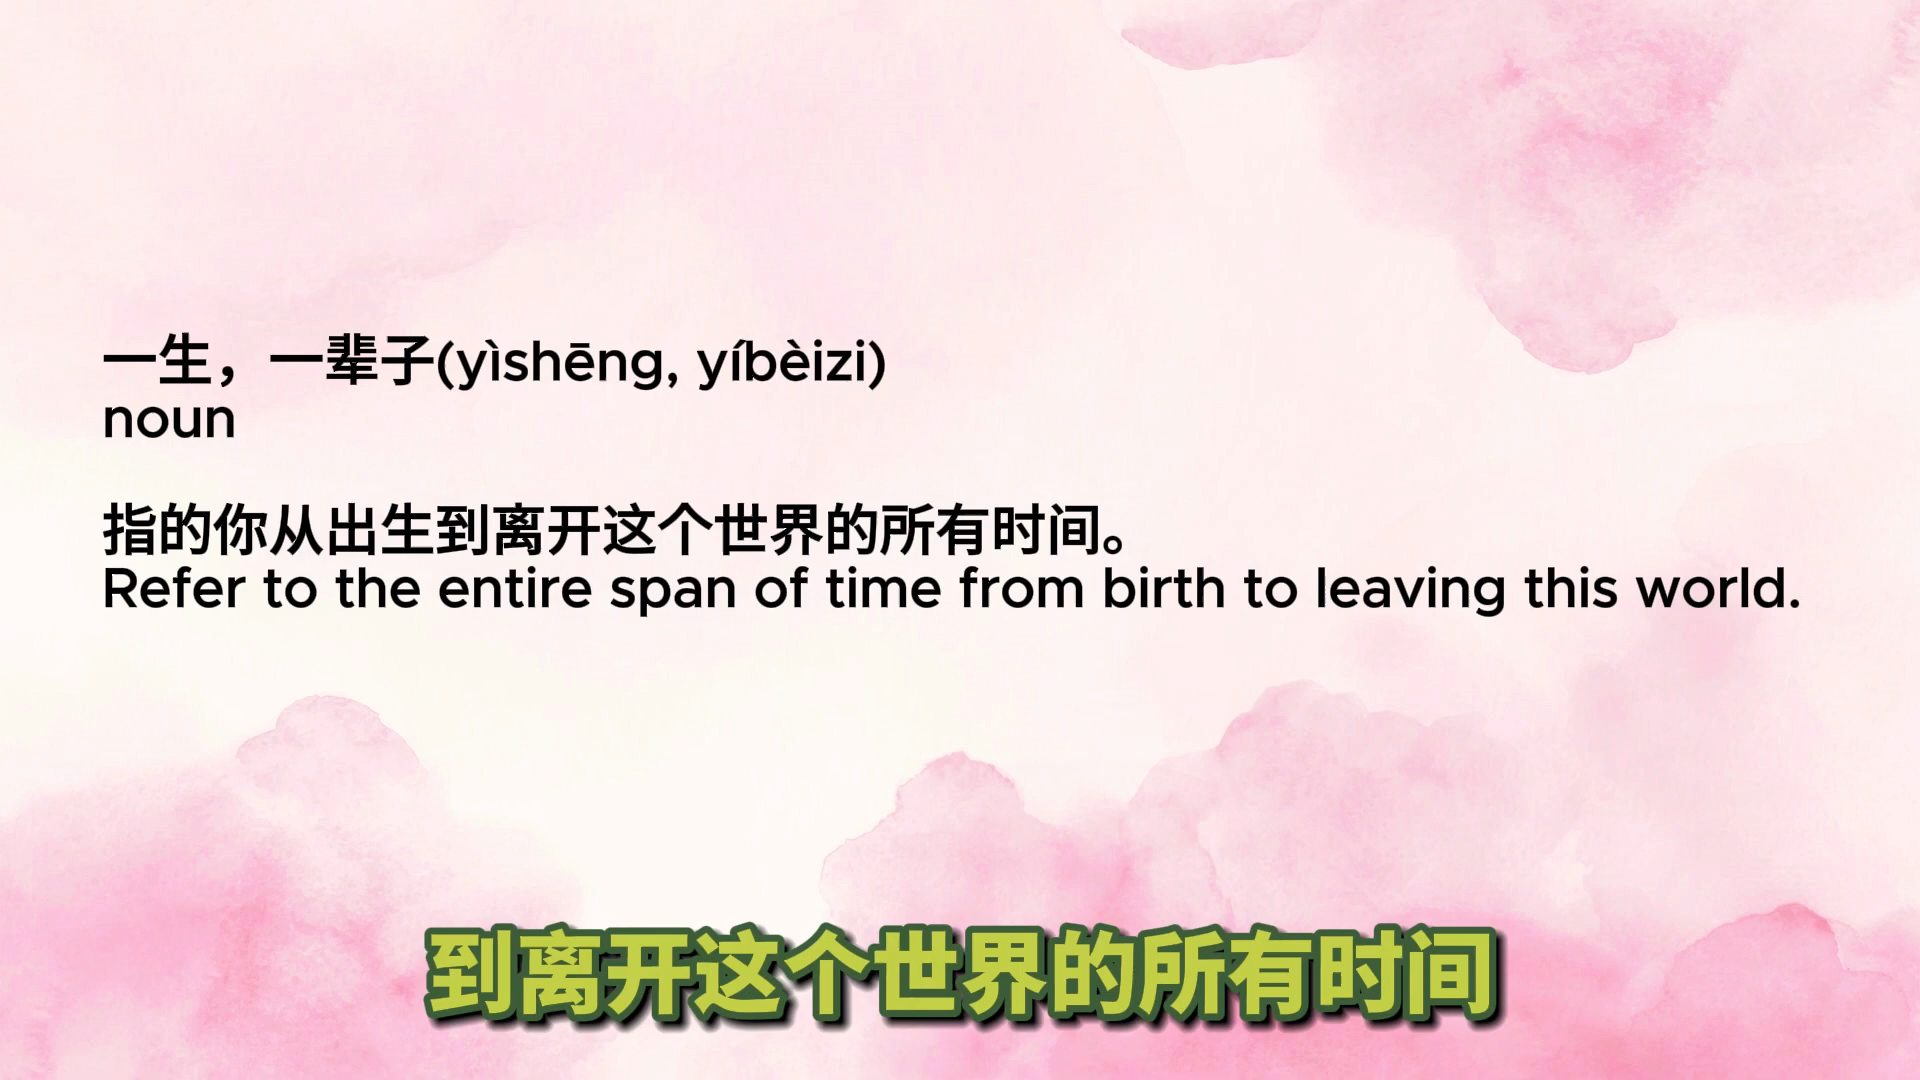 一生，一辈子(yìshēng, yíbèizi)
noun
指的你从出生到离开这个世界的所有时间。
Refer to the entire span of time from birth to leaving this world.
到离开这个世界的所有时间